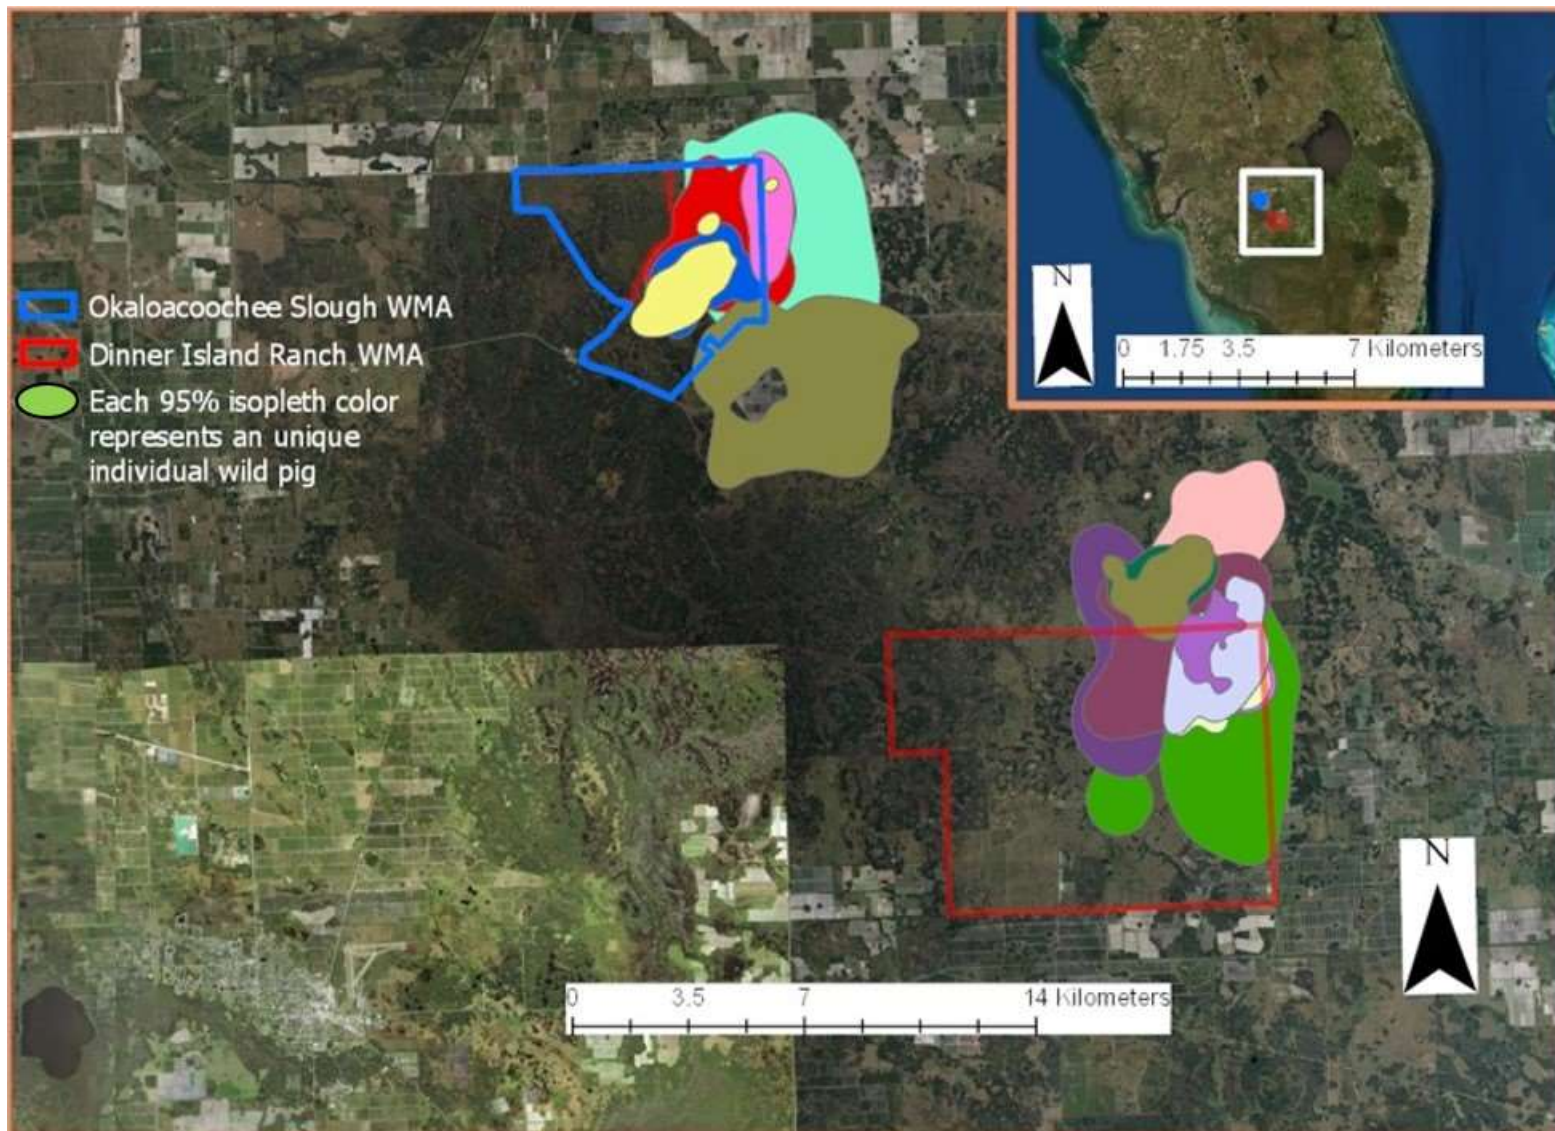 Okaloacoochee Slough WMA
Dinner Island Ranch WMA
Each 95% isopleth color
represents an unique
individual wild pig
N
0 1.75 3.5 7 Kilometers
N
0 3.5 7 14 Kilometers